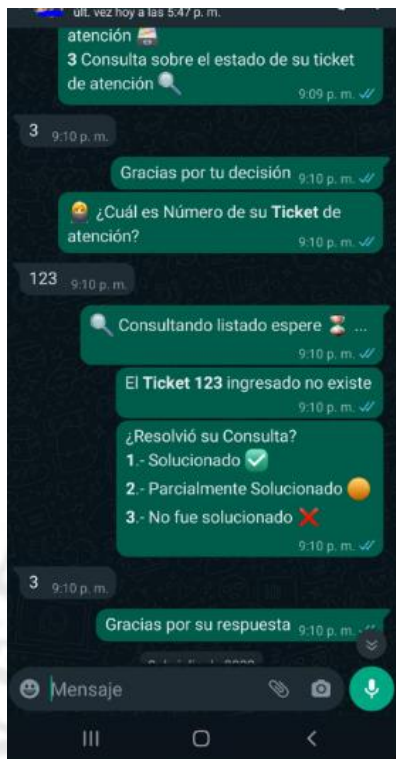 últ. vez hoy a las 5:47 p. m.
atención
3 Consulta sobre el estado de su ticket
de atención
9:09 p. m.
3 9:10 p. m.
Gracias por tu decisión 9:10 p. m.
¿Cuál es Número de su Ticket de
atención?
9:10 p. m.
123 9:10 p. m.
Consultando listado espere ⏳ ...
9:10 p. m.
El Ticket 123 ingresado no existe
9:10 p. m.
¿Resolvió su Consulta?
1.- Solucionado ✅
2.- Parcialmente Solucionado 🟠
3.- No fue solucionado ❌
9:10 p. m.
3 9:10 p. m.
Gracias por su respuesta 9:10 p. m.
Mensaje